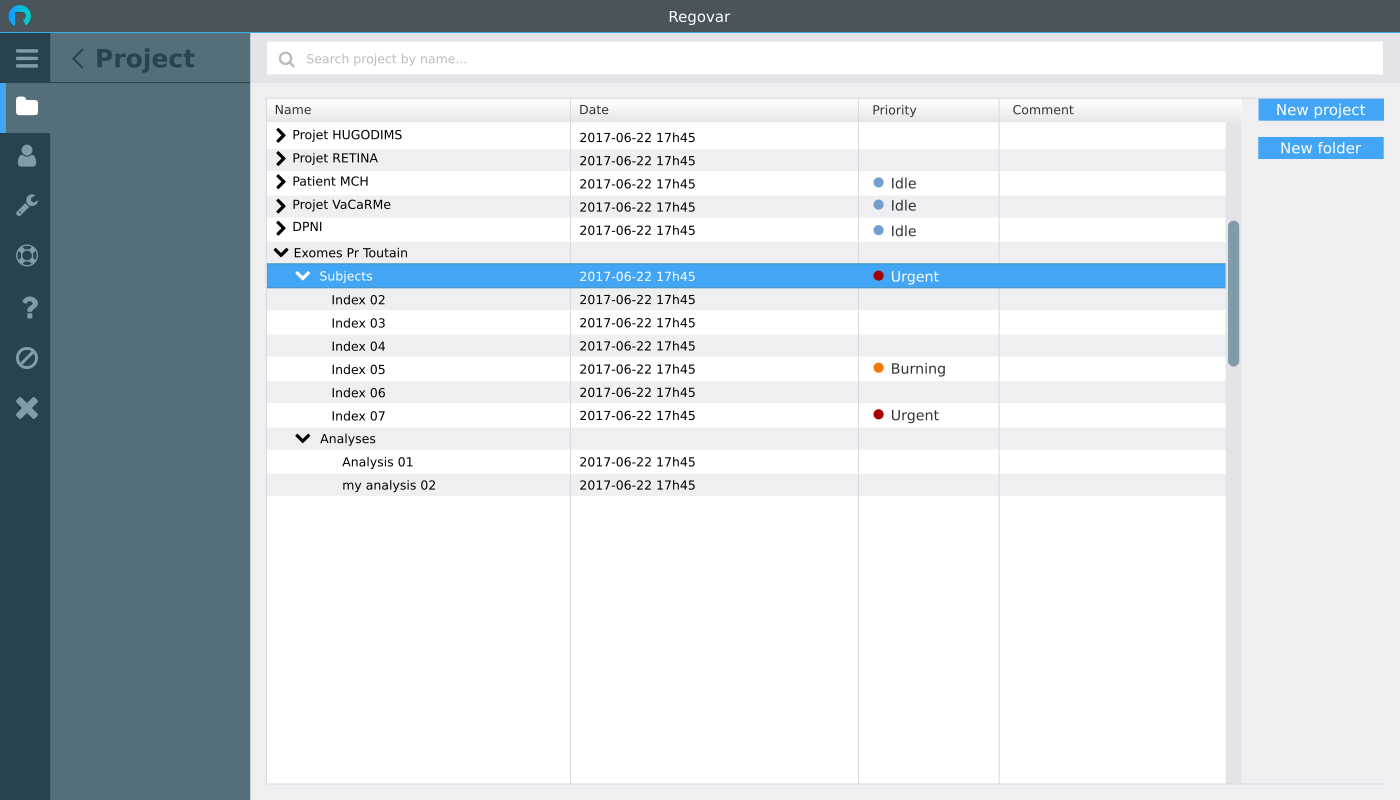 Regovar
Project
Search project by name...
Name Date Priority Comment
New project
New folder
Projet HUGODIMS 2017-06-22 17h45
Projet RETINA 2017-06-22 17h45
Patient MCH 2017-06-22 17h45 Idle
Projet VaCaRMe 2017-06-22 17h45 Idle
DPNI 2017-06-22 17h45 Idle
Exomes Pr Toutain
Subjects 2017-06-22 17h45 Urgent
Index 02 2017-06-22 17h45
Index 03 2017-06-22 17h45
Index 04 2017-06-22 17h45
Index 05 2017-06-22 17h45 Burning
Index 06 2017-06-22 17h45
Index 07 2017-06-22 17h45 Urgent
Analyses
Analysis 01 2017-06-22 17h45
my analysis 02 2017-06-22 17h45